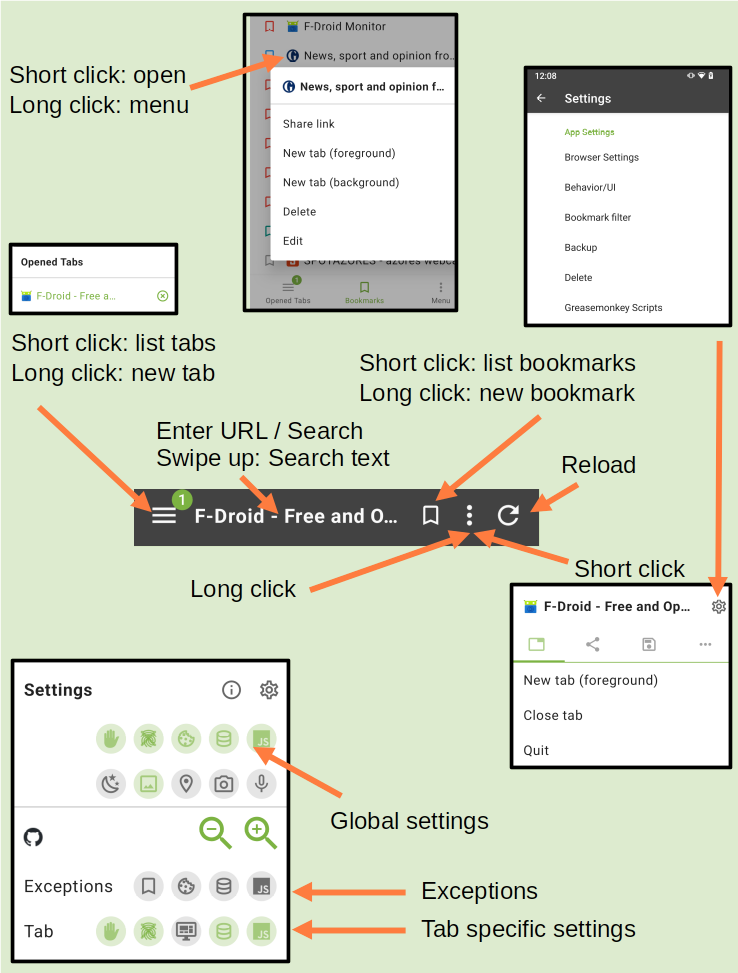 F-Droid Monitor
News, sport and opinion fro..
Short click: open
Long click: menu
News, sport and opinion f...
Share link
New tab (foreground)
New tab (background)
Delete
Edit
SPOTAZORES - azores webca
1
Opened Tabs
Bookmarks
Menu
12:08
Settings
App Settings
Browser Settings
Behavior/UI
Bookmark filter
Backup
Delete
Greasemonkey Scripts
Opened Tabs
F-Droid - Free a...
Short click: list tabs
Long click: new tab
Short click: list bookmarks
Long click: new bookmark
Enter URL / Search
Swipe up: Search text
Reload
1
F-Droid - Free and O...
Long click
Short click
F-Droid - Free and Op...
New tab (foreground)
Close tab
Quit
Settings
JS
Global settings
Exceptions
JS
Exceptions
Tab
JS
Tab specific settings